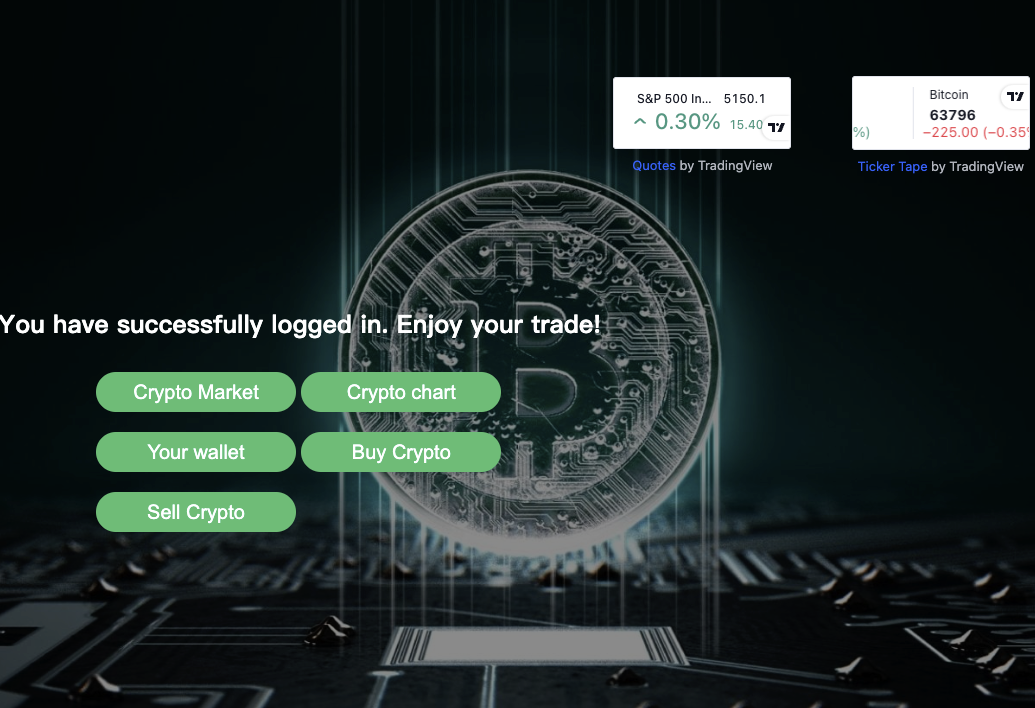 S&P 500 In... 5150.1
0.30% 15.40
Quotes by TradingView
Bitcoin
63796
%) −225.00 (−0.35%
Ticker Tape by TradingView
You have successfully logged in. Enjoy your trade!
Crypto Market Crypto chart
Your wallet Buy Crypto
Sell Crypto